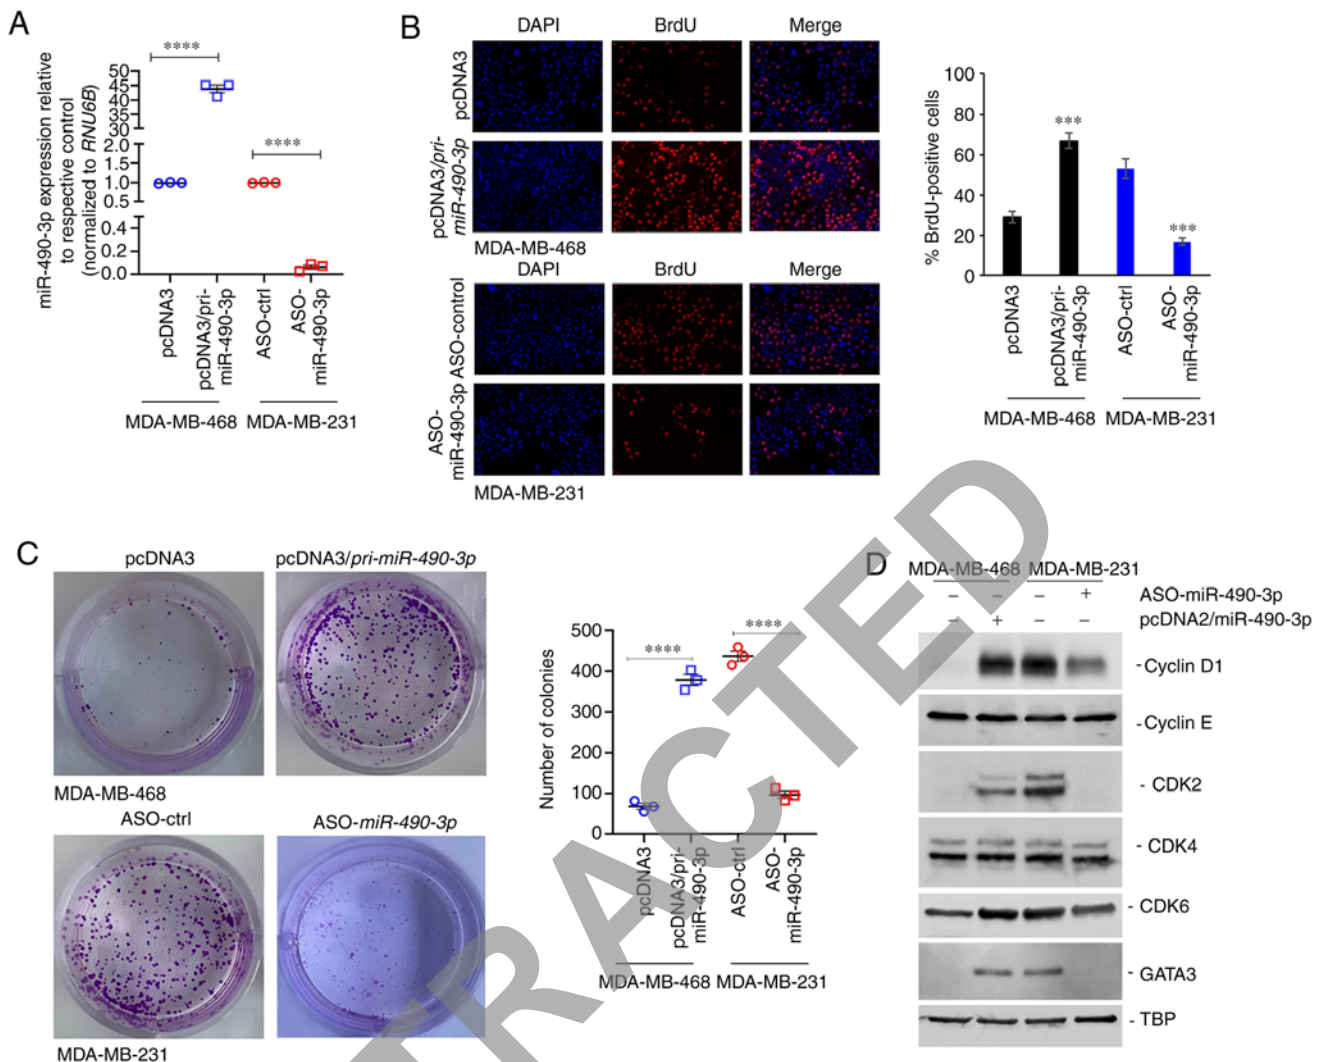 A
miR-490-3p expression relative
to respective control
(normalized to RNU6B)
****
50
45
40
35
30
2.0
1.5
1.0
0.5
0.4
0.2
0.0
****
pcDNA3
pcDNA3/pri-
miR-490-3p
ASO-ctrl
ASO-
miR-490-3p
MDA-MB-468 MDA-MB-231
B
DAPI BrdU Merge
pcDNA3
pcDNA3/pri-
miR-490-3p
MDA-MB-468
DAPI BrdU Merge
ASO-control
ASO-
miR-490-3p
MDA-MB-231
% BrdU-positive cells
100
80
60
40
20
0
***
***
pcDNA3
pcDNA3/pri-
miR-490-3p
ASO-ctrl
ASO-
miR-490-3p
MDA-MB-468 MDA-MB-231
C
pcDNA3 pcDNA3/pri-miR-490-3p
MDA-MB-468
ASO-ctrl ASO-miR-490-3p
MDA-MB-231
Number of colonies
500
400
300
200
100
0
****
****
pcDNA3
pcDNA3/pri-
miR-490-3p
ASO-ctrl
ASO-
miR-490-3p
MDA-MB-468 MDA-MB-231
D
MDA-MB-468 MDA-MB-231
– – – + ASO-miR-490-3p
– + – – pcDNA2/miR-490-3p
-Cyclin D1
-Cyclin E
- CDK2
- CDK4
- CDK6
- GATA3
- TBP
TRACTED